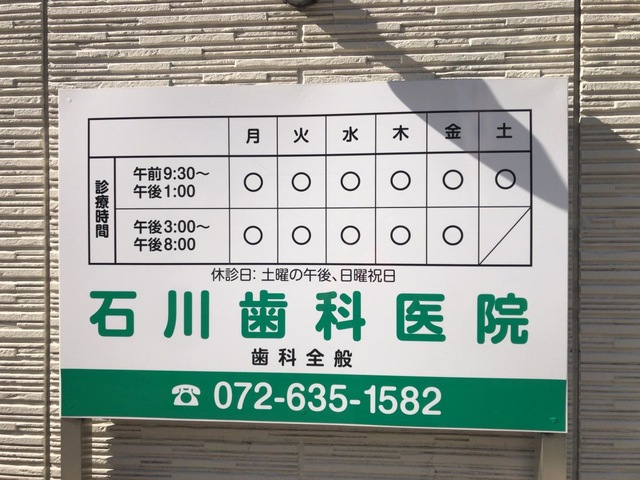 月 火 水 木 金 土
診療時間
午前9:30〜
午後1:00
○ ○ ○ ○ ○ ○
午後3:00〜
午後8:00
○ ○ ○ ○ ○ ／
休診日：土曜の午後、日曜祝日
石川歯科医院
歯科全般
☎ 072-635-1582